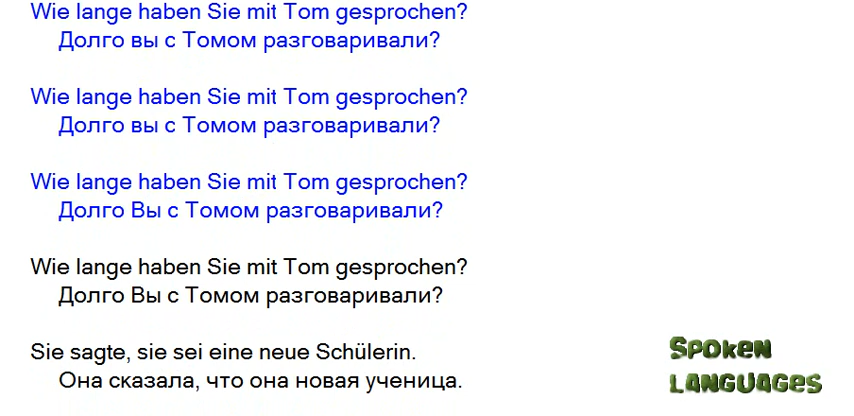 Wie lange haben Sie mit Tom gesprochen?
Долго вы с Томом разговаривали?
Wie lange haben Sie mit Tom gesprochen?
Долго вы с Томом разговаривали?
Wie lange haben Sie mit Tom gesprochen?
Долго Вы с Томом разговаривали?
Wie lange haben Sie mit Tom gesprochen?
Долго Вы с Томом разговаривали?
Sie sagte, sie sei eine neue Schülerin.
Она сказала, что она новая ученица.
Spoken
Languages